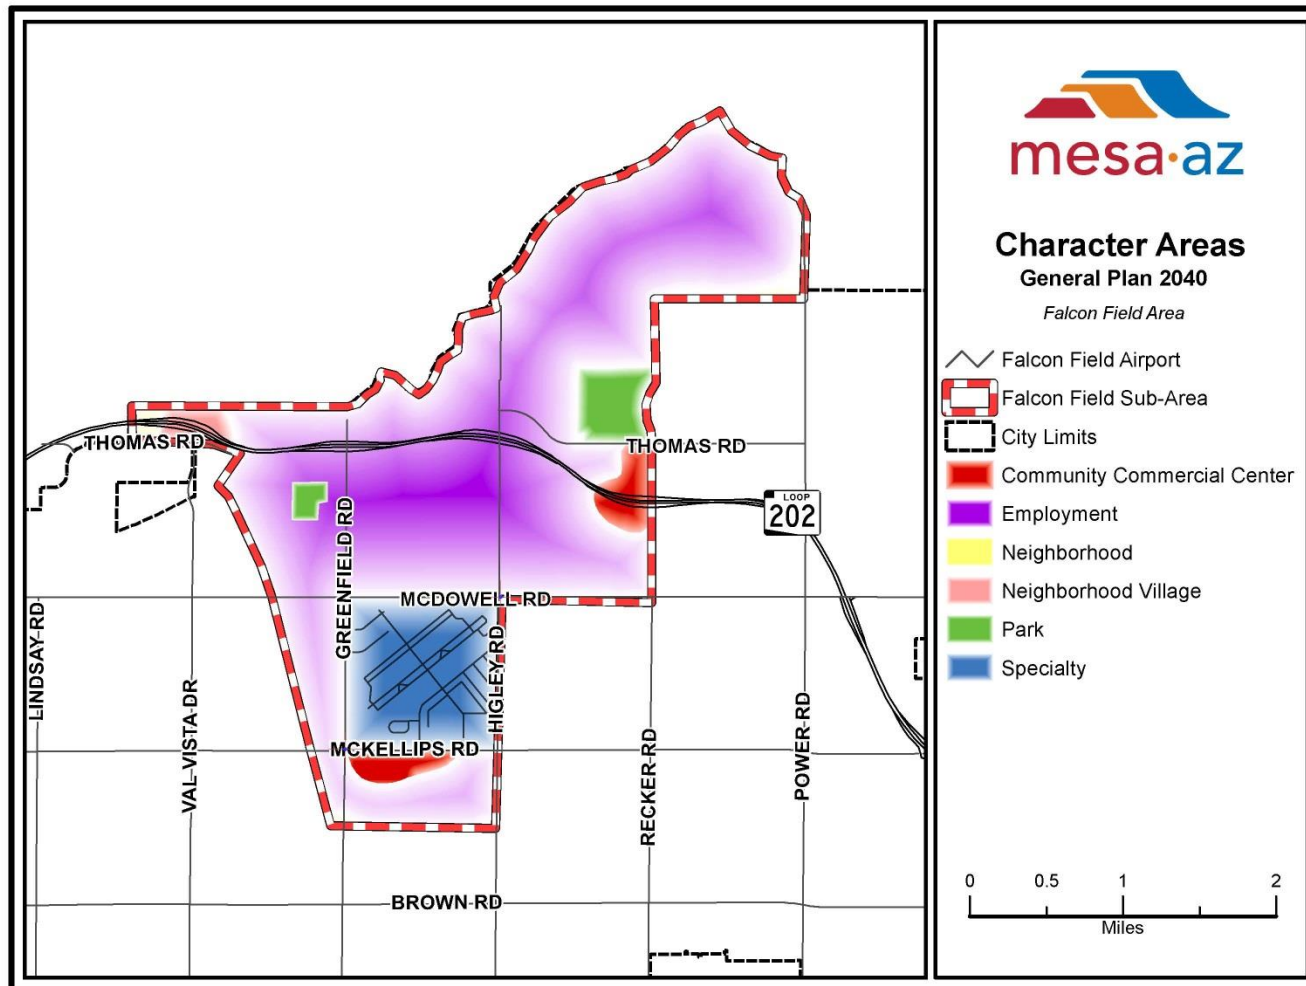 THOMAS RD
THOMAS RD
LOOP
202
GREENFIELD RD
MCDOWELL RD
HIGLEY RD
LINDSAY RD
VAL VISTA DR
MCKELLIPS RD
RECKER RD
POWER RD
BROWN RD
mesa·az
Character Areas
General Plan 2040
Falcon Field Area
Falcon Field Airport
Falcon Field Sub-Area
City Limits
Community Commercial Center
Employment
Neighborhood
Neighborhood Village
Park
Specialty
0 0.5 1 2
Miles